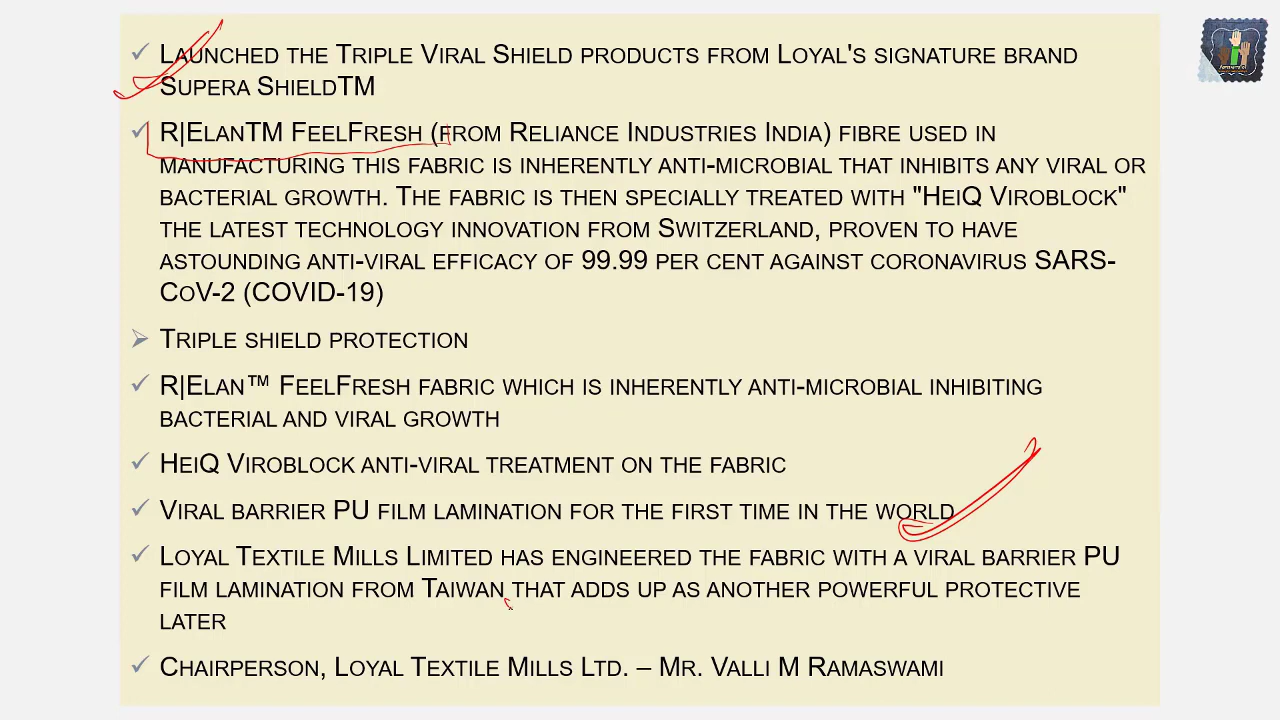 ✓ Launched the Triple Viral Shield products from Loyal's signature brand
Supera ShieldTM
✓ R|ElanTM FeelFresh (from Reliance Industries India) fibre used in
manufacturing this fabric is inherently anti-microbial that inhibits any viral or
bacterial growth. The fabric is then specially treated with "HeiQ Viroblock"
the latest technology innovation from Switzerland, proven to have
astounding anti-viral efficacy of 99.99 per cent against coronavirus SARS-
CoV-2 (COVID-19)
➢ Triple shield protection
✓ R|Elan™ FeelFresh fabric which is inherently anti-microbial inhibiting
bacterial and viral growth
✓ HeiQ Viroblock anti-viral treatment on the fabric
✓ Viral barrier PU film lamination for the first time in the world
✓ Loyal Textile Mills Limited has engineered the fabric with a viral barrier PU
film lamination from Taiwan that adds up as another powerful protective
later
✓ Chairperson, Loyal Textile Mills Ltd. – Mr. Valli M Ramaswami